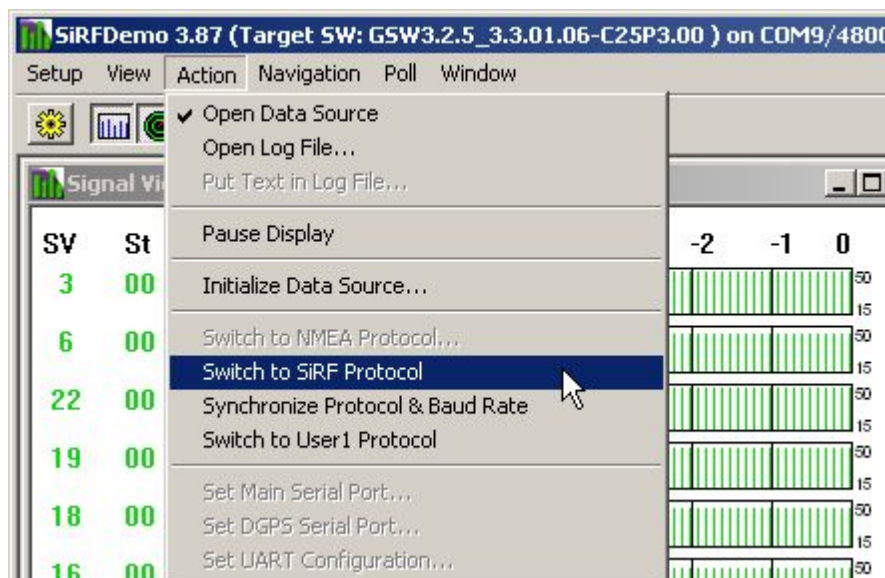 SiRFDemo 3.87 (Target SW: GSW3.2.5_3.3.01.06-C25P3.00 ) on COM9/4800
Setup View Action Navigation Poll Window
Open Data Source
Open Log File...
Put Text in Log File...
Pause Display
Initialize Data Source...
Switch to NMEA Protocol...
Switch to SiRF Protocol
Synchronize Protocol & Baud Rate
Switch to User1 Protocol
Set Main Serial Port...
Set DGPS Serial Port...
Set UART Configuration...
Signal Vi
SV St -2 -1 0
3 00 50
15
6 00 50
15
22 00 50
15
19 00 50
15
18 00 50
15
16 00 50